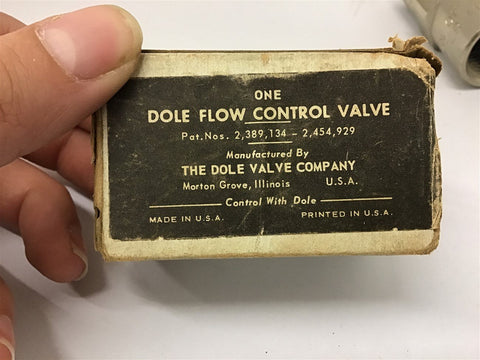 ONE
DOLE FLOW CONTROL VALVE
Pat. Nos. 2,389,134 - 2,454,929
Manufactured By
THE DOLE VALVE COMPANY
Morton Grove, Illinois U.S.A.
Control With Dole
MADE IN U.S.A. PRINTED IN U.S.A.